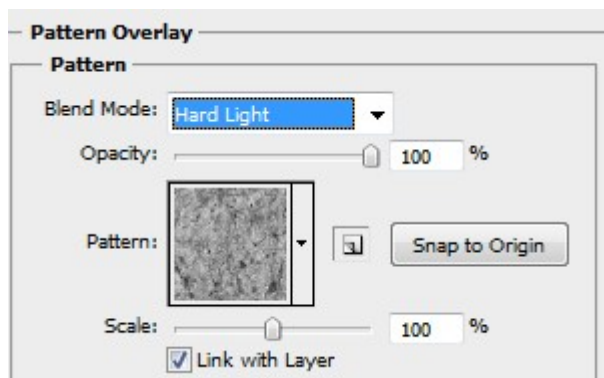 Pattern Overlay
Pattern
Blend Mode: Hard Light
Opacity: 100 %
Pattern: Snap to Origin
Scale: 100 %
Link with Layer